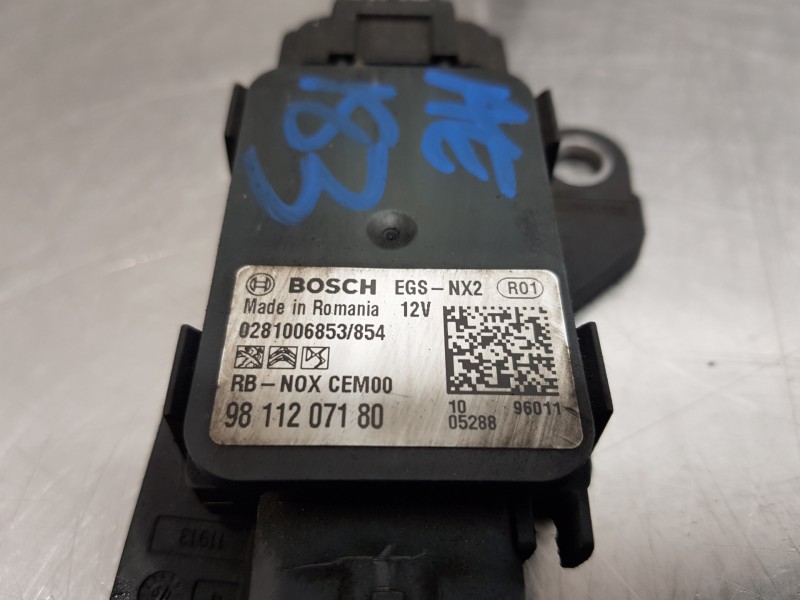 BOSCH EGS-NX2 R01
Made in Romania 12V
0281006853/854
RB-NOX CEM00
98 112 071 80
10 96011
05288
11913